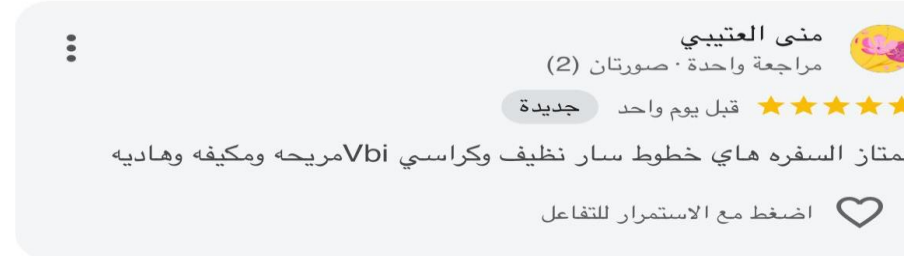 منى العتيبي
مراجعة واحدة · صورتان (2)
قبل يوم واحد جديدة
ممتاز السفره هاي خطوط سار نظيف وكراسي Vbiمريحه ومكيفه وهاديه
اضغط مع الاستمرار للتفاعل